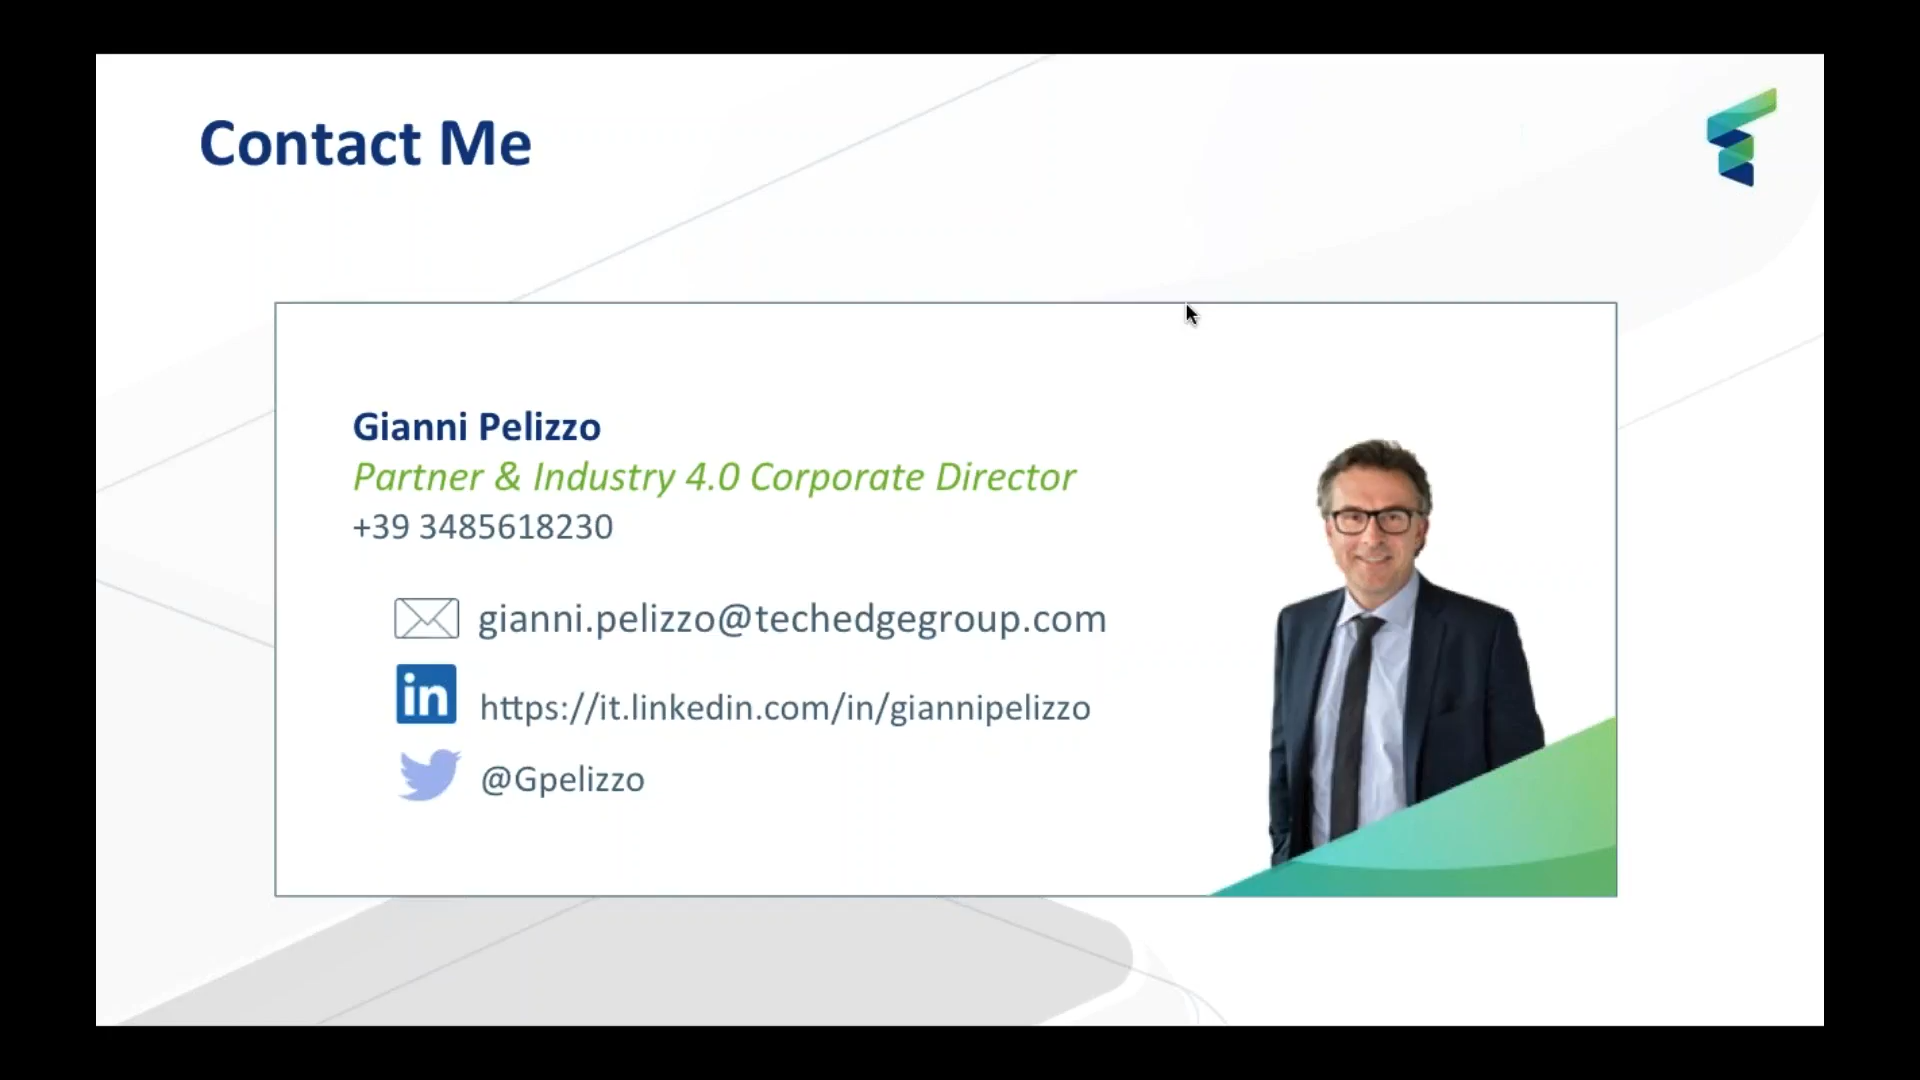 Contact Me
Gianni Pelizzo
Partner & Industry 4.0 Corporate Director
+39 3485618230
gianni.pelizzo@techedgegroup.com
in
https://it.linkedin.com/in/giannipelizzo
@Gpelizzo